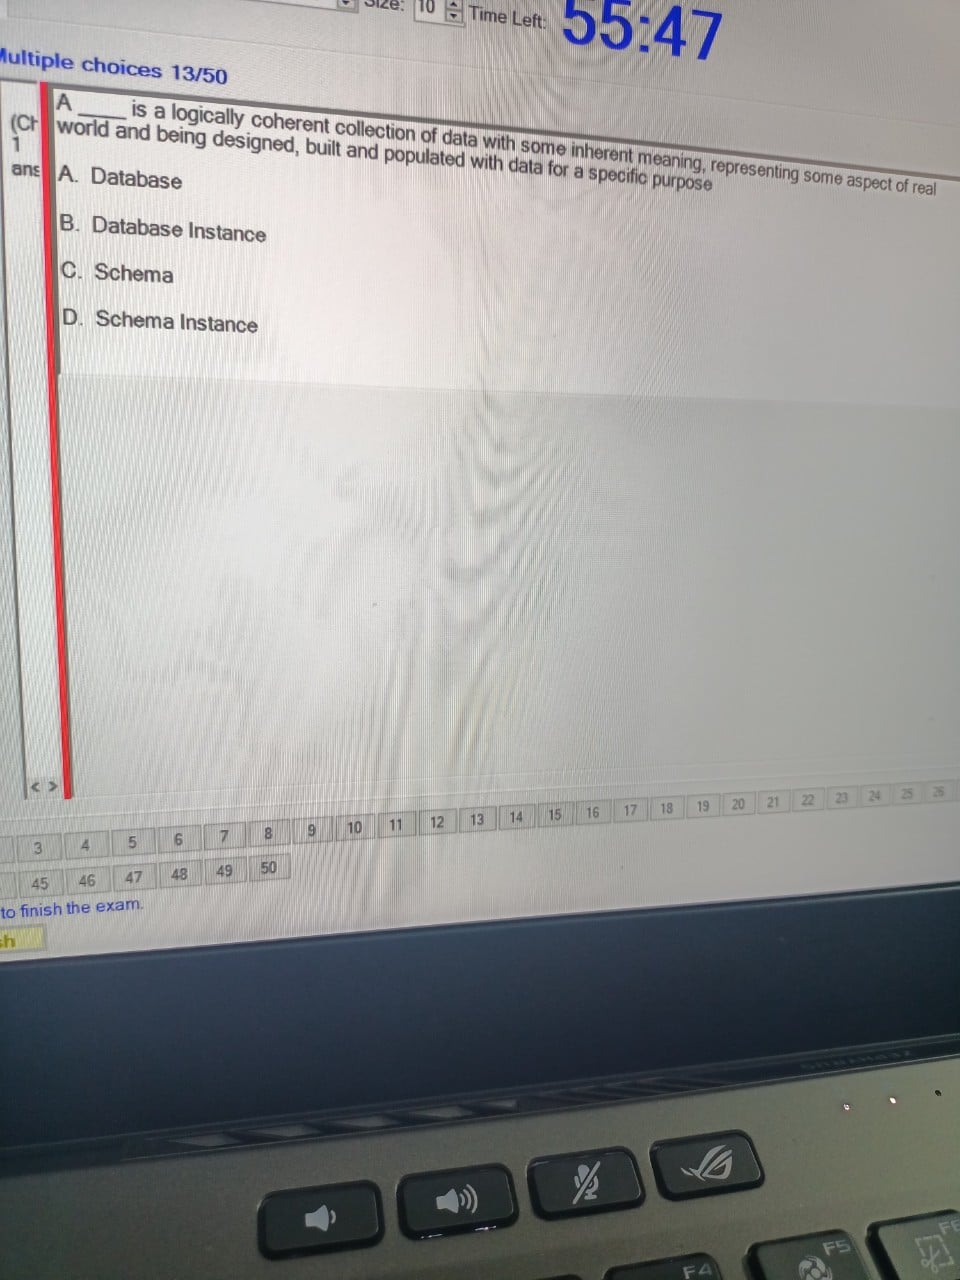 Size: 10 Time Left: 55:47
Multiple choices 13/50
(Ch
1
ans
A ____ is a logically coherent collection of data with some inherent meaning, representing some aspect of real
world and being designed, built and populated with data for a specific purpose
A. Database
B. Database Instance
C. Schema
D. Schema Instance
< >
3 4 5 6 7 8 9 10 11 12 13 14 15 16 17 18 19 20 21 22 23 24 25 26
45 46 47 48 49 50
to finish the exam.
sh
F4 F5